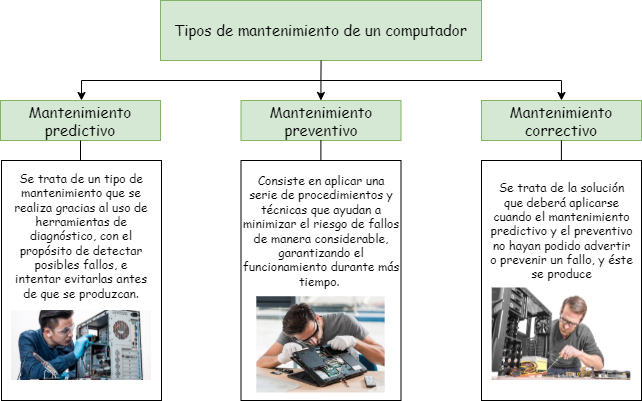 Tipos de mantenimiento de un computador
Mantenimiento
predictivo
Se trata de un tipo de
mantenimiento que se
realiza gracias al uso de
herramientas de
diagnóstico, con el
propósito de detectar
posibles fallos, e
intentar evitarlas antes
de que se produzcan.
Mantenimiento
preventivo
Consiste en aplicar una
serie de procedimientos y
técnicas que ayudan a
minimizar el riesgo de fallos
de manera considerable,
garantizando el
funcionamiento durante más
tiempo.
Mantenimiento
correctivo
Se trata de la solución
que deberá aplicarse
cuando el mantenimiento
predictivo y el preventivo
no hayan podido advertir
o prevenir un fallo, y éste
se produce